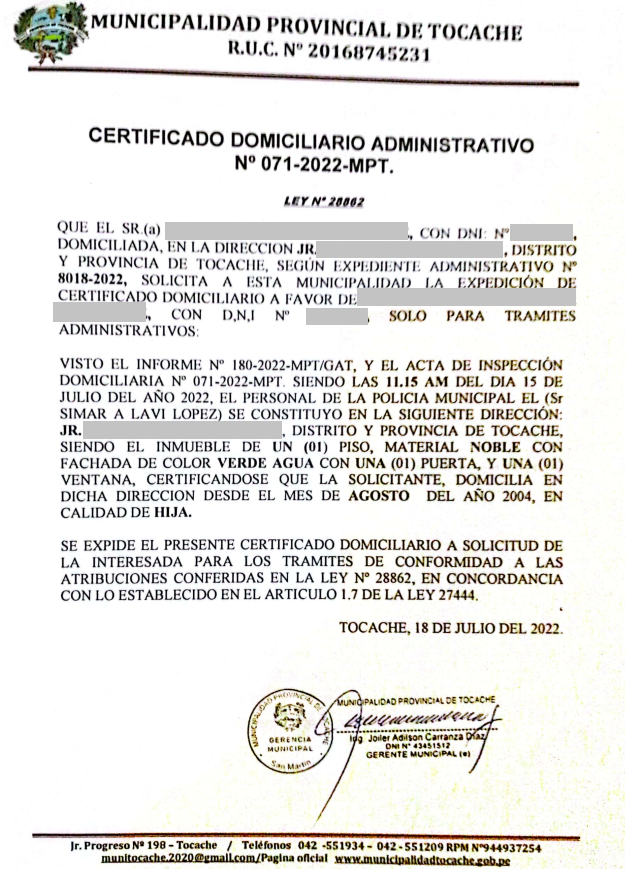 MUNICIPALIDAD PROVINCIAL DE TOCACHE
R.U.C. Nº 20168745231
CERTIFICADO DOMICILIARIO ADMINISTRATIVO
Nº 071-2022-MPT.
LEY Nº 28862
QUE EL SR.(a) , CON DNI: Nº ,
DOMICILIADA, EN LA DIRECCION JR. , DISTRITO
Y PROVINCIA DE TOCACHE, SEGÚN EXPEDIENTE ADMINISTRATIVO Nº
8018-2022, SOLICITA A ESTA MUNICIPALIDAD LA EXPEDICIÓN DE
CERTIFICADO DOMICILIARIO A FAVOR DE
, CON D,N,I Nº , SOLO PARA TRAMITES
ADMINISTRATIVOS:
VISTO EL INFORME Nº 180-2022-MPT/GAT, Y EL ACTA DE INSPECCIÓN
DOMICILIARIA Nº 071-2022-MPT. SIENDO LAS 11.15 AM DEL DIA 15 DE
JULIO DEL AÑO 2022, EL PERSONAL DE LA POLICIA MUNICIPAL EL (Sr
SIMAR A LAVI LOPEZ) SE CONSTITUYO EN LA SIGUIENTE DIRECCIÓN:
JR. , DISTRITO Y PROVINCIA DE TOCACHE,
SIENDO EL INMUEBLE DE UN (01) PISO, MATERIAL NOBLE CON
FACHADA DE COLOR VERDE AGUA CON UNA (01) PUERTA, Y UNA (01)
VENTANA, CERTIFICANDOSE QUE LA SOLICITANTE, DOMICILIA EN
DICHA DIRECCION DESDE EL MES DE AGOSTO DEL AÑO 2004, EN
CALIDAD DE HIJA.
SE EXPIDE EL PRESENTE CERTIFICADO DOMICILIARIO A SOLICITUD DE
LA INTERESADA PARA LOS TRAMITES DE CONFORMIDAD A LAS
ATRIBUCIONES CONFERIDAS EN LA LEY Nº 28862, EN CONCORDANCIA
CON LO ESTABLECIDO EN EL ARTICULO 1.7 DE LA LEY 27444.
TOCACHE, 18 DE JULIO DEL 2022.
MUNICIPALIDAD PROVINCIAL DE TOCACHE
GERENCIA
MUNICIPAL
San Martín
MUNICIPALIDAD PROVINCIAL DE TOCACHE
Ing Joiler Adilson Carranza Díaz
DNI Nº 43451512
GERENTE MUNICIPAL (e)
Jr. Progreso Nº 198 – Tocache / Teléfonos 042 -551934 – 042 -551209 RPM Nº944937254
munitocache.2020@gmail.com/Pagina oficial www.municipalidadtocache.gob.pe